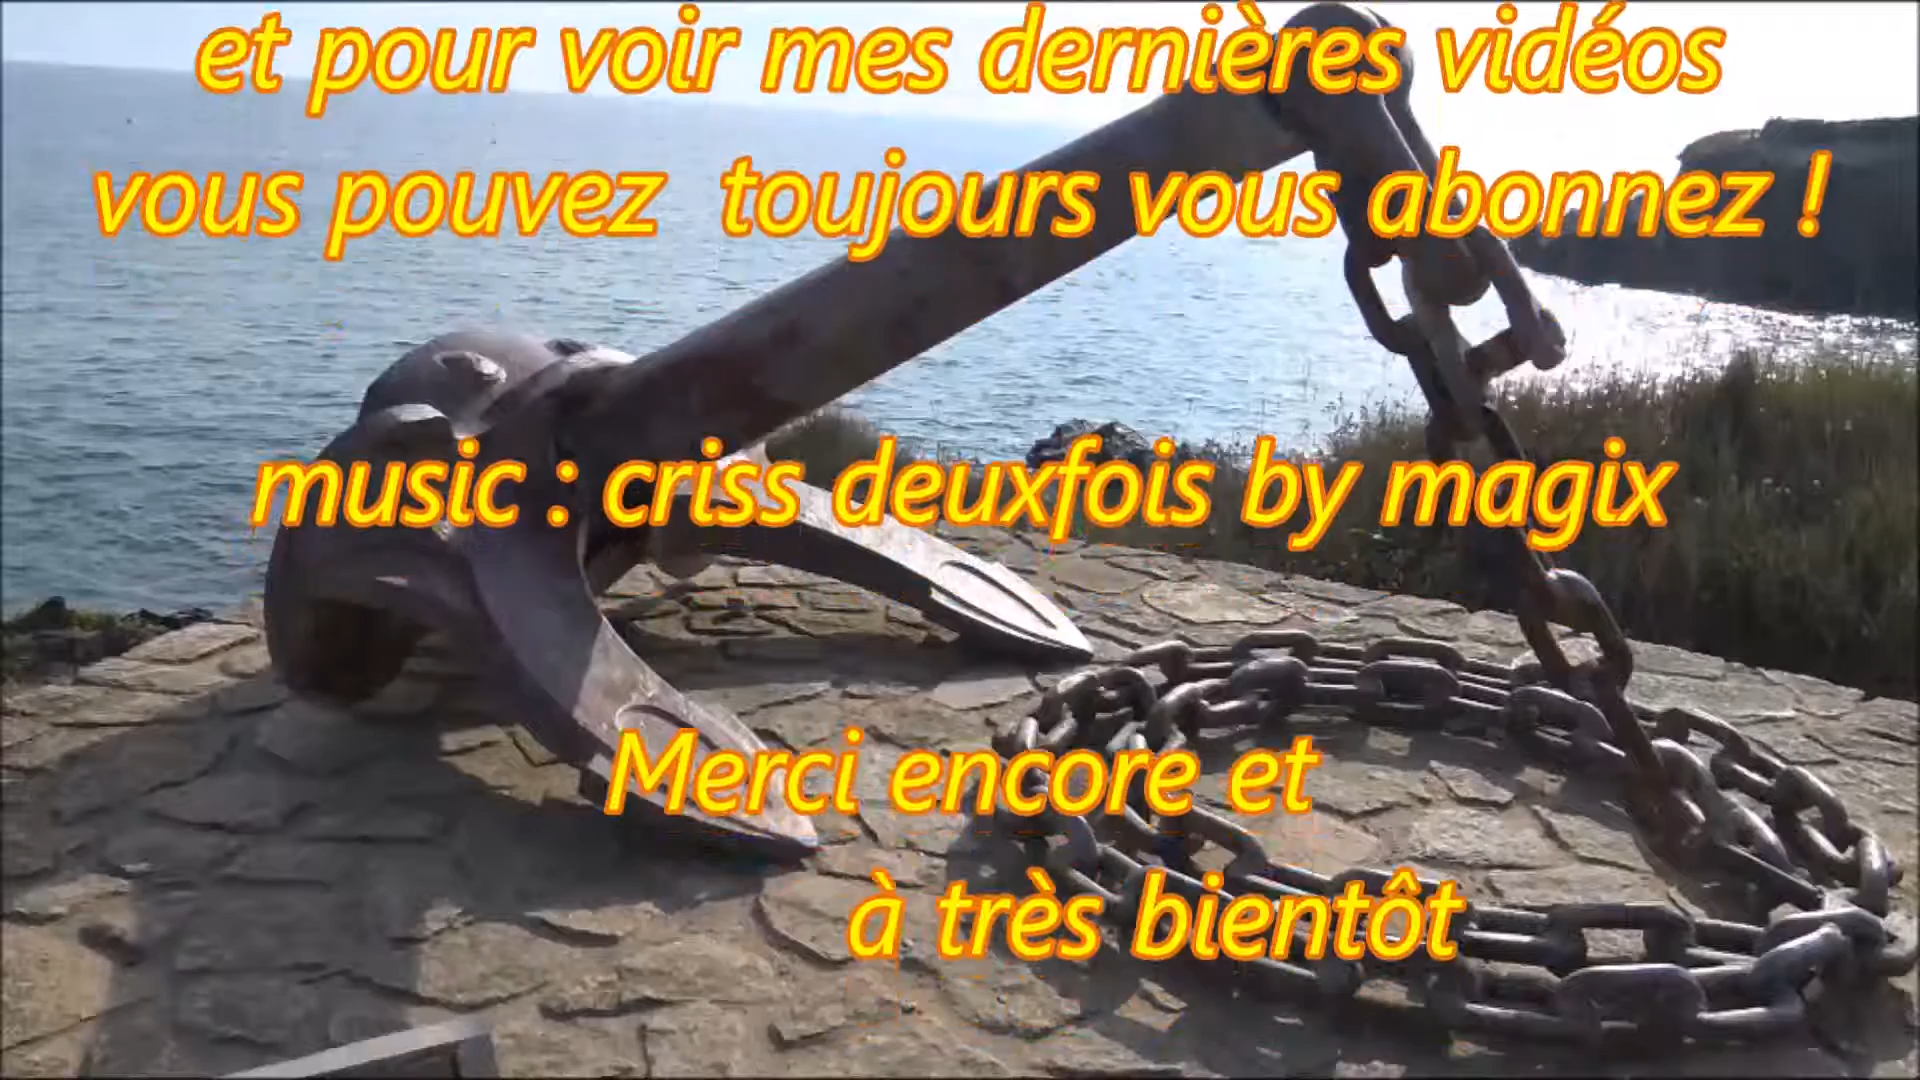 et pour voir mes dernières vidéos
vous pouvez toujours vous abonnez !
music : criss deuxfois by magix
Merci encore et
à très bientôt